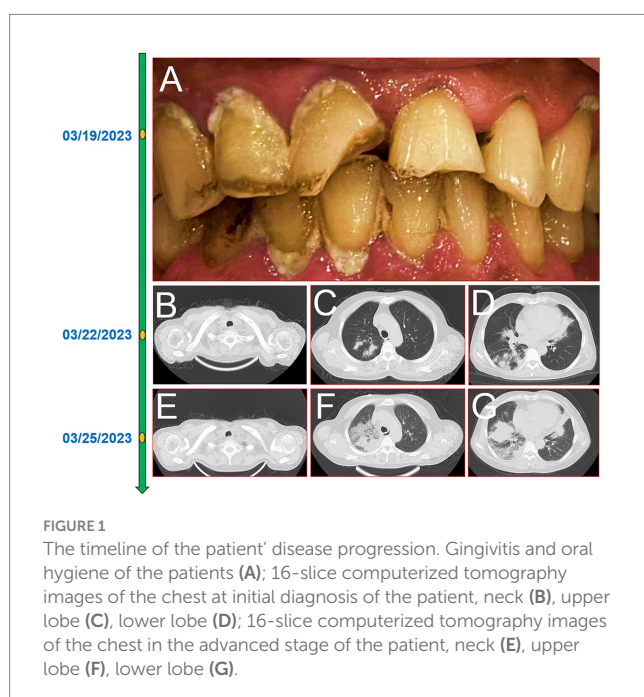 A
03/19/2023
B
C
D
03/22/2023
E
F
G
03/25/2023
FIGURE 1
The timeline of the patient’ disease progression. Gingivitis and oral
hygiene of the patients (A); 16-slice computerized tomography
images of the chest at initial diagnosis of the patient, neck (B), upper
lobe (C), lower lobe (D); 16-slice computerized tomography images
of the chest in the advanced stage of the patient, neck (E), upper
lobe (F), lower lobe (G).